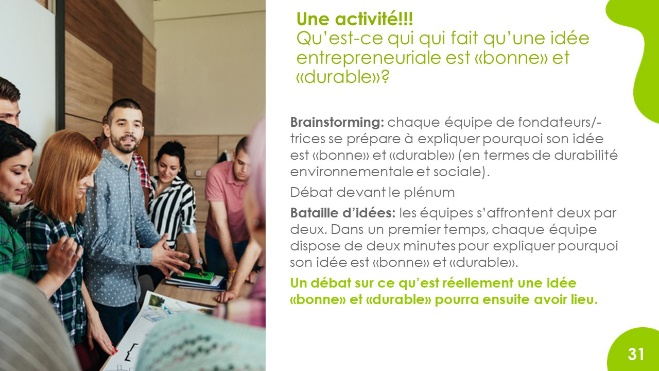 Une activité!!!
Qu’est-ce qui qui fait qu’une idée
entrepreneuriale est «bonne» et
«durable»?
Brainstorming: chaque équipe de fondateurs/-
trices se prépare à expliquer pourquoi son idée
est «bonne» et «durable» (en termes de durabilité
environnementale et sociale).
Débat devant le plénum
Bataille d’idées: les équipes s’affrontent deux par
deux. Dans un premier temps, chaque équipe
dispose de deux minutes pour expliquer pourquoi
son idée est «bonne» et «durable».
Un débat sur ce qu’est réellement une idée
«bonne» et «durable» pourra ensuite avoir lieu.
31